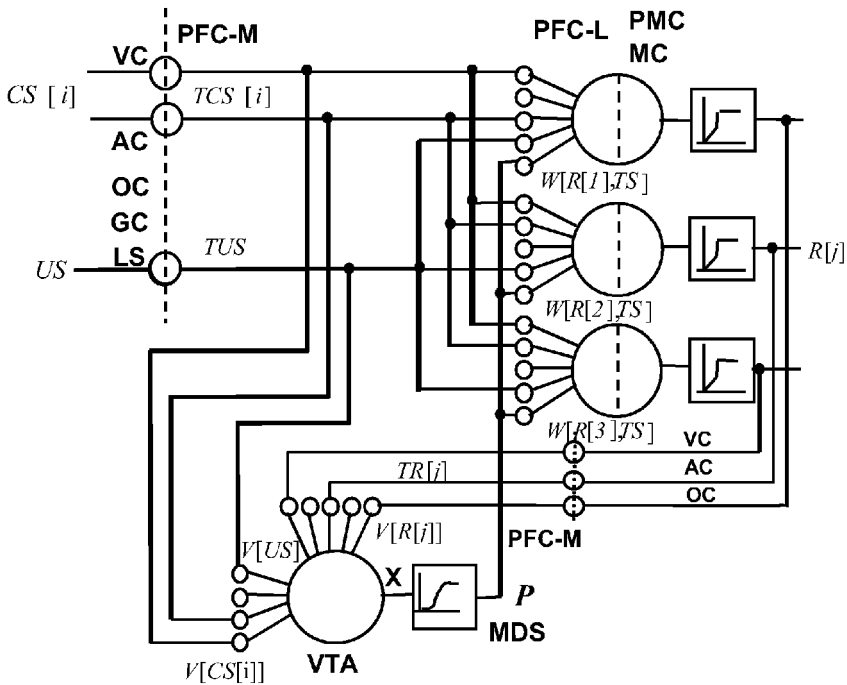 PFC-M
PFC-L
PMC
MC
VC
CS [i]
TCS [i]
AC
OC
GC
LS
US
TUS
W[R[1],TS]
W[R[2],TS]
R[j]
W[R[3],TS]
VC
TR[j]
AC
OC
V[R[j]]
PFC-M
V[US]
X
P
MDS
V[CS[i]]
VTA